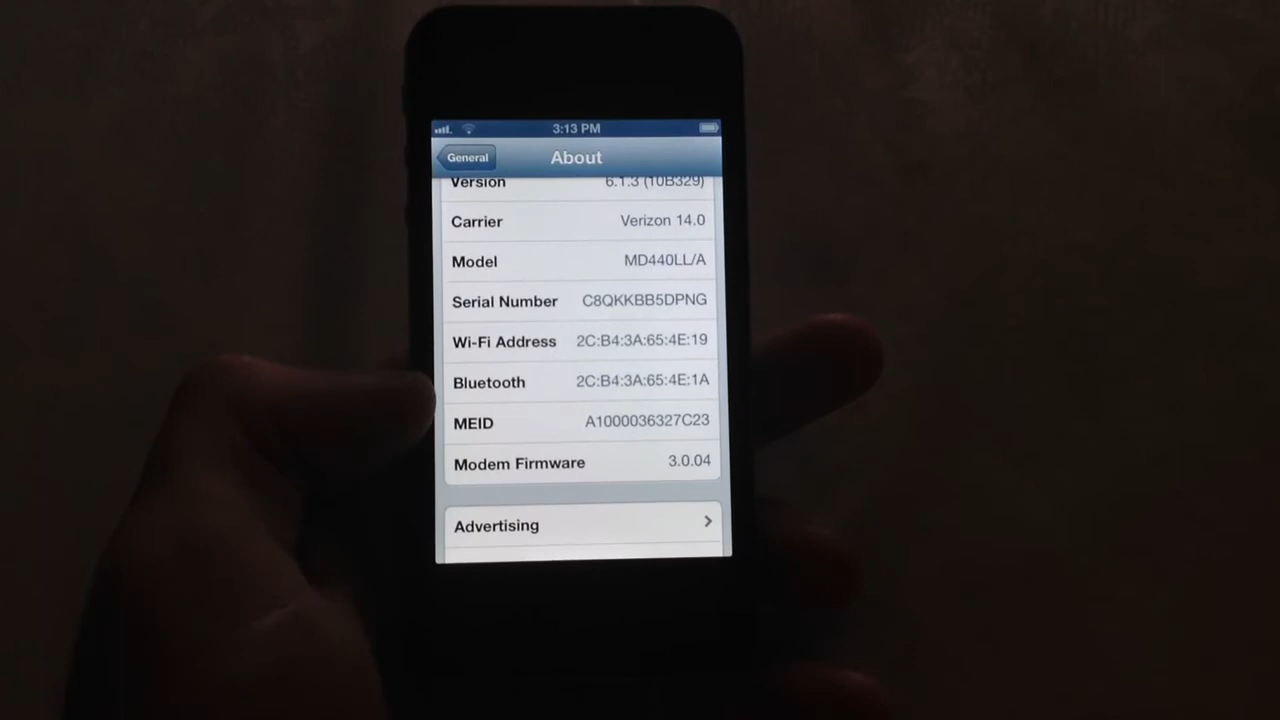 3:13 PM
General About
Version 6.1.3 (10B329)
Carrier Verizon 14.0
Model MD440LL/A
Serial Number C8QKKBB5DPNG
Wi-Fi Address 2C:B4:3A:65:4E:19
Bluetooth 2C:B4:3A:65:4E:1A
MEID A1000036327C23
Modem Firmware 3.0.04
Advertising